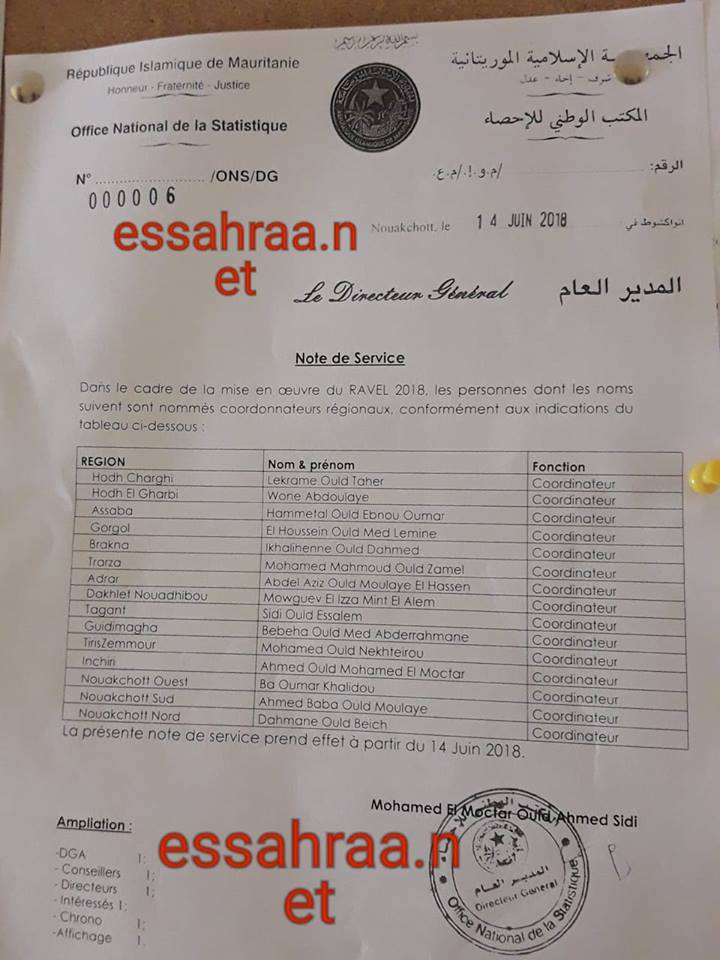 République Islamique de Mauritanie
Honneur - Fraternité - Justice
Office National de la Statistique
N° ........................ /ONS/DG
000006
بسم الله الرحمن الرحيم
الإسلامية الموريتانية
شرف - إخاء - عدل
المكتب الوطني للإحصاء
الرقم: ........................ /م.و.إ./م.ع.
Nouakchott, le 14 JUIN 2018 انواكشوط في
essahraa.n
et
Le Directeur Général المدير العام
Note de Service
Dans le cadre de la mise en œuvre du RAVEL 2018, les personnes dont les noms
suivent sont nommés coordonnateurs régionaux, conformément aux indications du
tableau ci-dessous :
REGION Nom & prénom Fonction
Hodh Charghi Lekrame Ould Taher Coordinateur
Hodh El Gharbi Wone Abdoulaye Coordinateur
Assaba Hammetal Ould Ebnou Oumar Coordinateur
Gorgol El Houssein Ould Med Lemine Coordinateur
Brakna Ikhalihenne Ould Dahmed Coordinateur
Trarza Mohamed Mahmoud Ould Zamel Coordinateur
Adrar Abdel Aziz Ould Moulaye El Hassen Coordinateur
Dakhlet Nouadhibou Mowguev El Izza Mint El Alem Coordinateur
Tagant Sidi Ould Essalem Coordinateur
Guidimagha Bebeha Ould Med Abderrahmane Coordinateur
TirisZemmour Mohamed Ould Nekhteirou Coordinateur
Inchiri Ahmed Ould Mohamed El Moctar Coordinateur
Nouakchott Ouest Ba Oumar Khalidou Coordinateur
Nouakchott Sud Ahmed Baba Ould Moulaye Coordinateur
Nouakchott Nord Dahmane Ould Beich Coordinateur
La présente note de service prend effet à partir du 14 Juin 2018.
Mohamed El Moctar Ould Ahmed Sidi
Ampliation :
-DGA 1;
- Conseillers 1;
- Directeurs 1;
- Intéressés 1;
- Chrono 1;
-Affichage 1.
essahraa.n
et
المدير العام
Directeur General
Office National de la Statistique